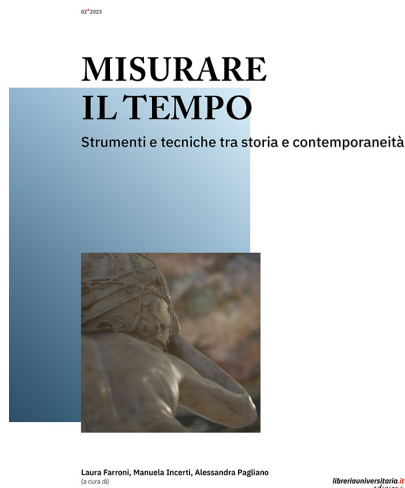 02*2023
MISURARE
IL TEMPO
Strumenti e tecniche tra storia e contemporaneità
Laura Farroni, Manuela Incerti, Alessandra Pagliano
(a cura di)
libreriauniversitaria.it
edizioni